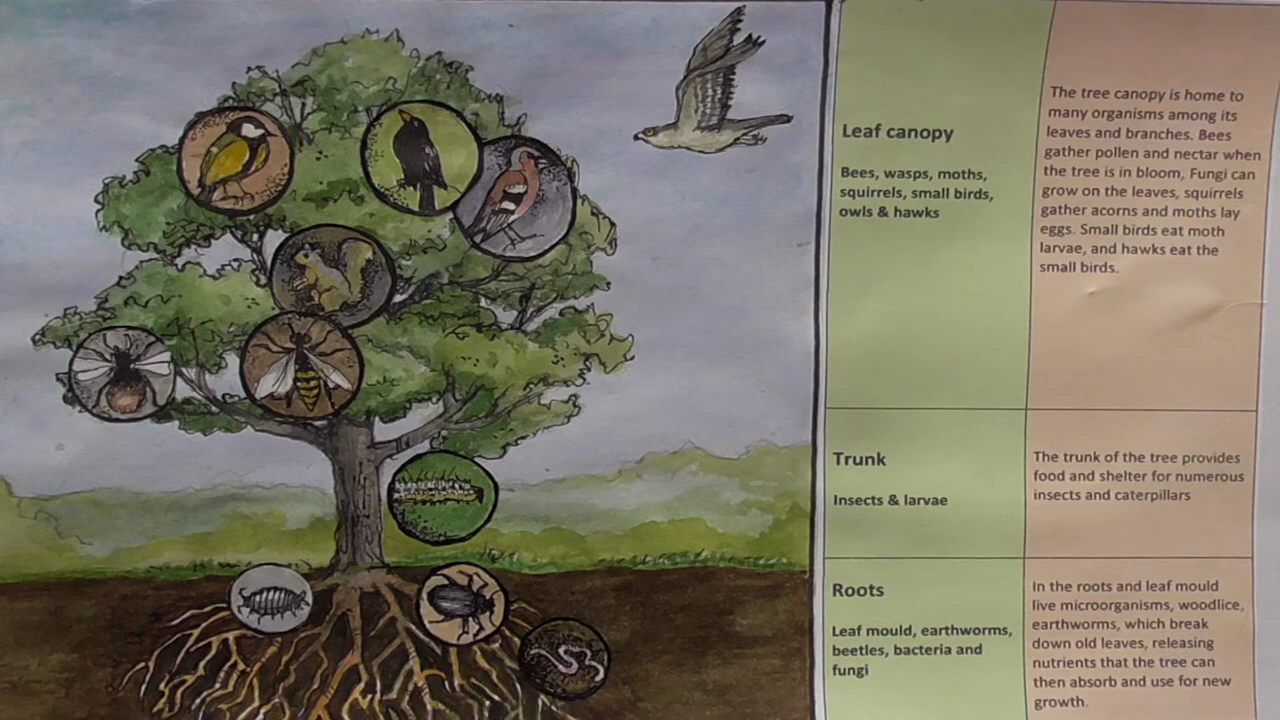 Leaf canopy
Bees, wasps, moths,
squirrels, small birds,
owls & hawks
The tree canopy is home to
many organisms among its
leaves and branches. Bees
gather pollen and nectar when
the tree is in bloom, Fungi can
grow on the leaves, squirrels
gather acorns and moths lay
eggs. Small birds eat moth
larvae, and hawks eat the
small birds.
Trunk
Insects & larvae
The trunk of the tree provides
food and shelter for numerous
insects and caterpillars
Roots
Leaf mould, earthworms,
beetles, bacteria and
fungi
In the roots and leaf mould
live microorganisms, woodlice,
earthworms, which break
down old leaves, releasing
nutrients that the tree can
then absorb and use for new
growth.